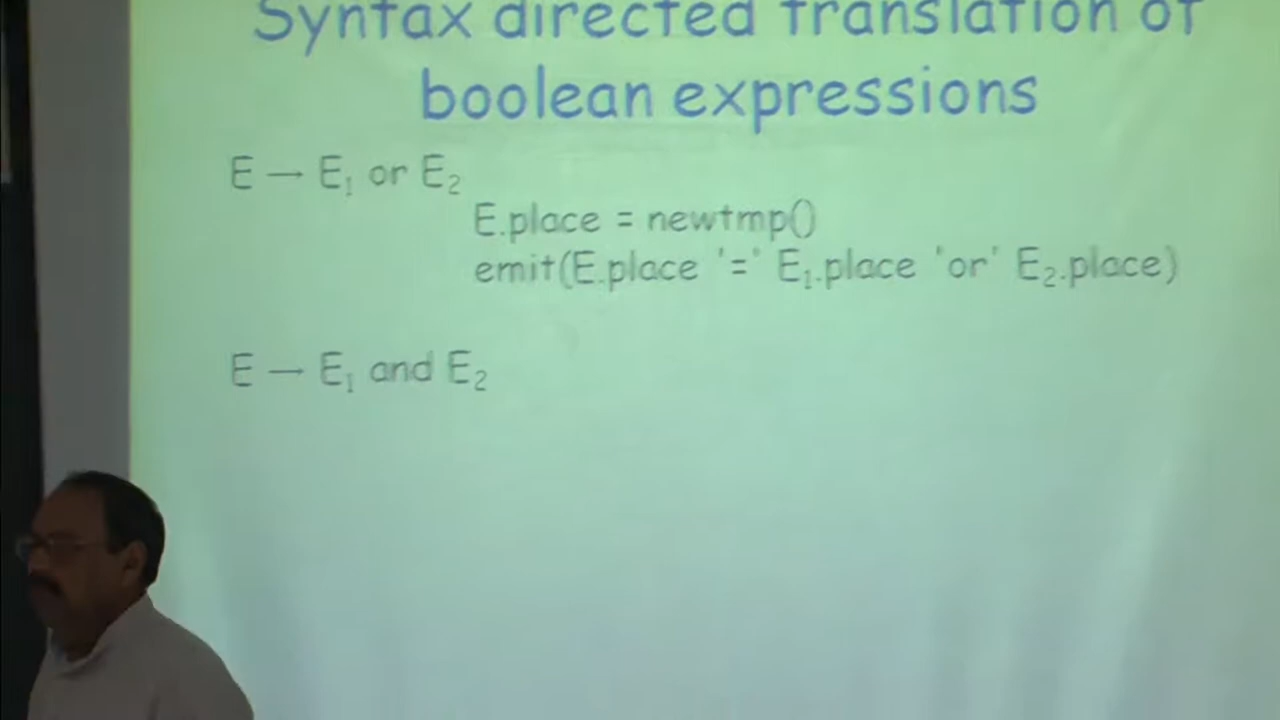 Syntax directed translation of
boolean expressions
E → E₁ or E₂
E.place = newtmp()
emit(E.place '=' E₁.place 'or' E₂.place)
E → E₁ and E₂